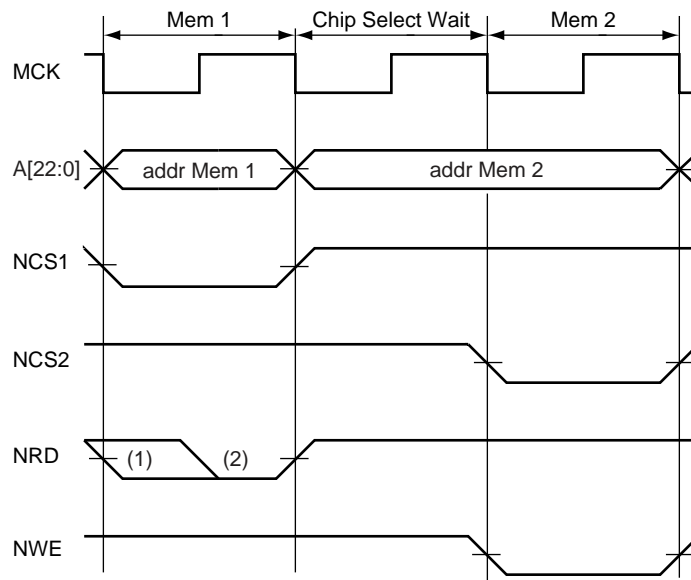 Mem 1 Chip Select Wait Mem 2
MCK
A[22:0] addr Mem 1 addr Mem 2
NCS1
NCS2
NRD (1) (2)
NWE